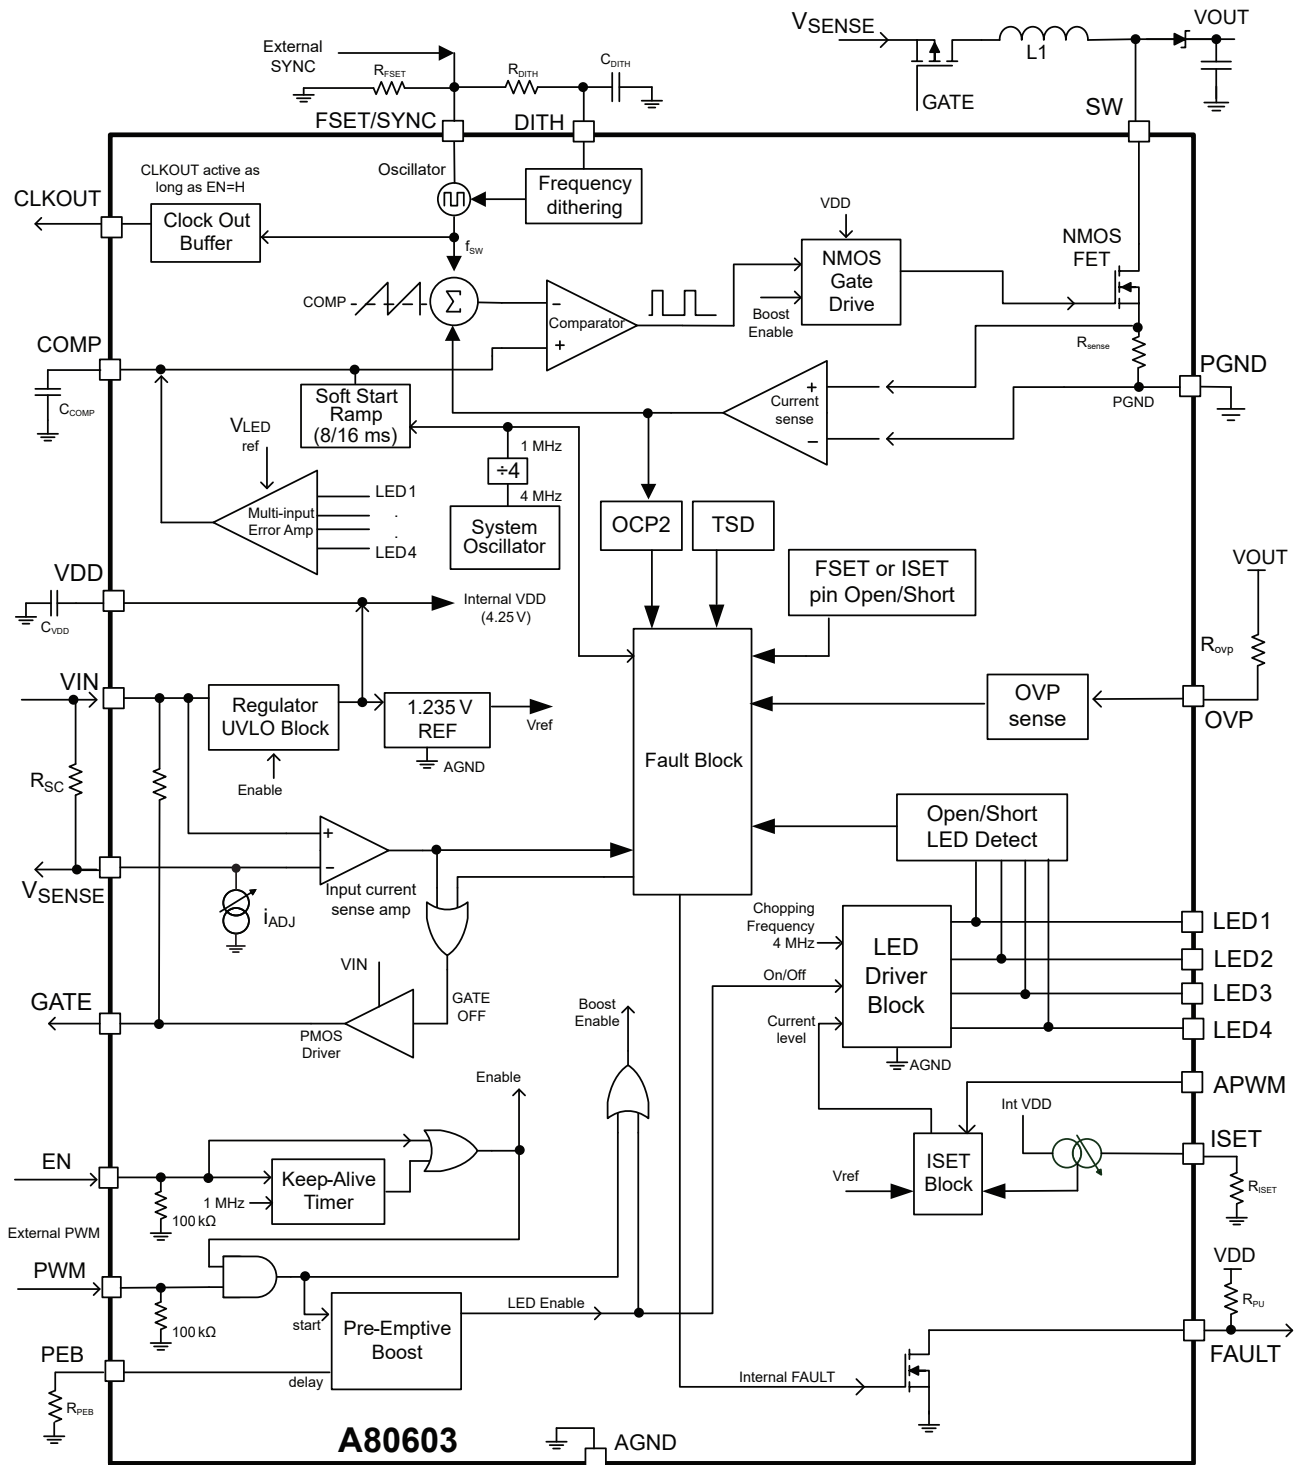 External
SYNC
RFSET
RDITH
CDITH
FSET/SYNC
DITH
VSENSE
GATE
L1
VOUT
SW
CLKOUT
CLKOUT active as
long as EN=H
Clock Out
Buffer
Oscillator
Frequency
dithering
fSW
VDD
NMOS
Gate
Drive
Boost
Enable
NMOS
FET
COMP
Σ
−
Comparator
+
COMP
CCOMP
Rsense
PGND
PGND
+
Current
sense
−
Soft Start
Ramp
(8/16 ms)
1 MHz
÷4
4 MHz
System
Oscillator
VLED
ref
Multi-input
Error Amp
LED1
.
.
LED4
OCP2
TSD
FSET or ISET
pin Open/Short
VDD
CVDD
Internal VDD
(4.25 V)
VOUT
Rovp
OVP
OVP
sense
VIN
Regulator
UVLO Block
Enable
1.235 V
REF
AGND
Vref
Fault Block
RSC
VSENSE
+
−
Input current
sense amp
iADJ
Open/Short
LED Detect
Chopping
Frequency
4 MHz
On/Off
Current
level
LED
Driver
Block
AGND
LED1
LED2
LED3
LED4
GATE
VIN
PMOS
Driver
GATE
OFF
Boost
Enable
Enable
APWM
Int VDD
ISET
RISET
ISET
Block
Vref
EN
100 kΩ
1 MHz
Keep-Alive
Timer
External PWM
PWM
100 kΩ
start
Pre-Emptive
Boost
LED Enable
PEB
delay
RPEB
VDD
RPU
FAULT
Internal FAULT
A80603
AGND